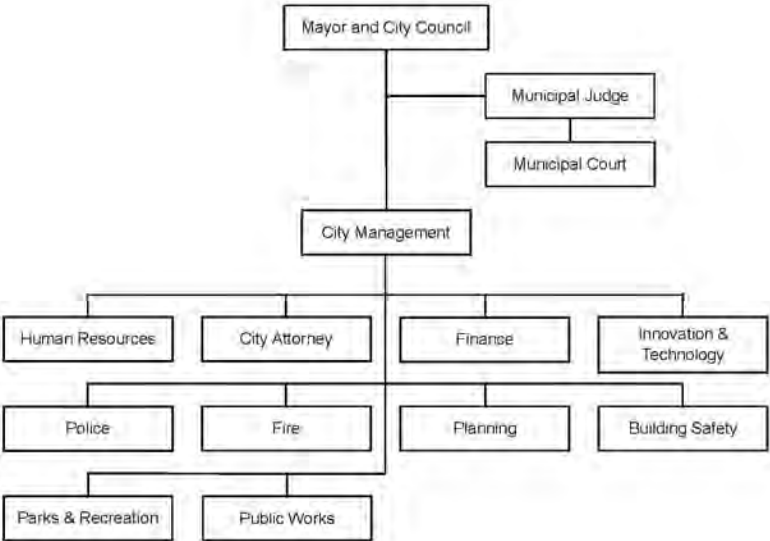 Mayor and City Council
Municipal Judge
Municipal Court
City Management
Human Resources
City Attorney
Finance
Innovation &
Technology
Police
Fire
Planning
Building Safety
Parks & Recreation
Public Works